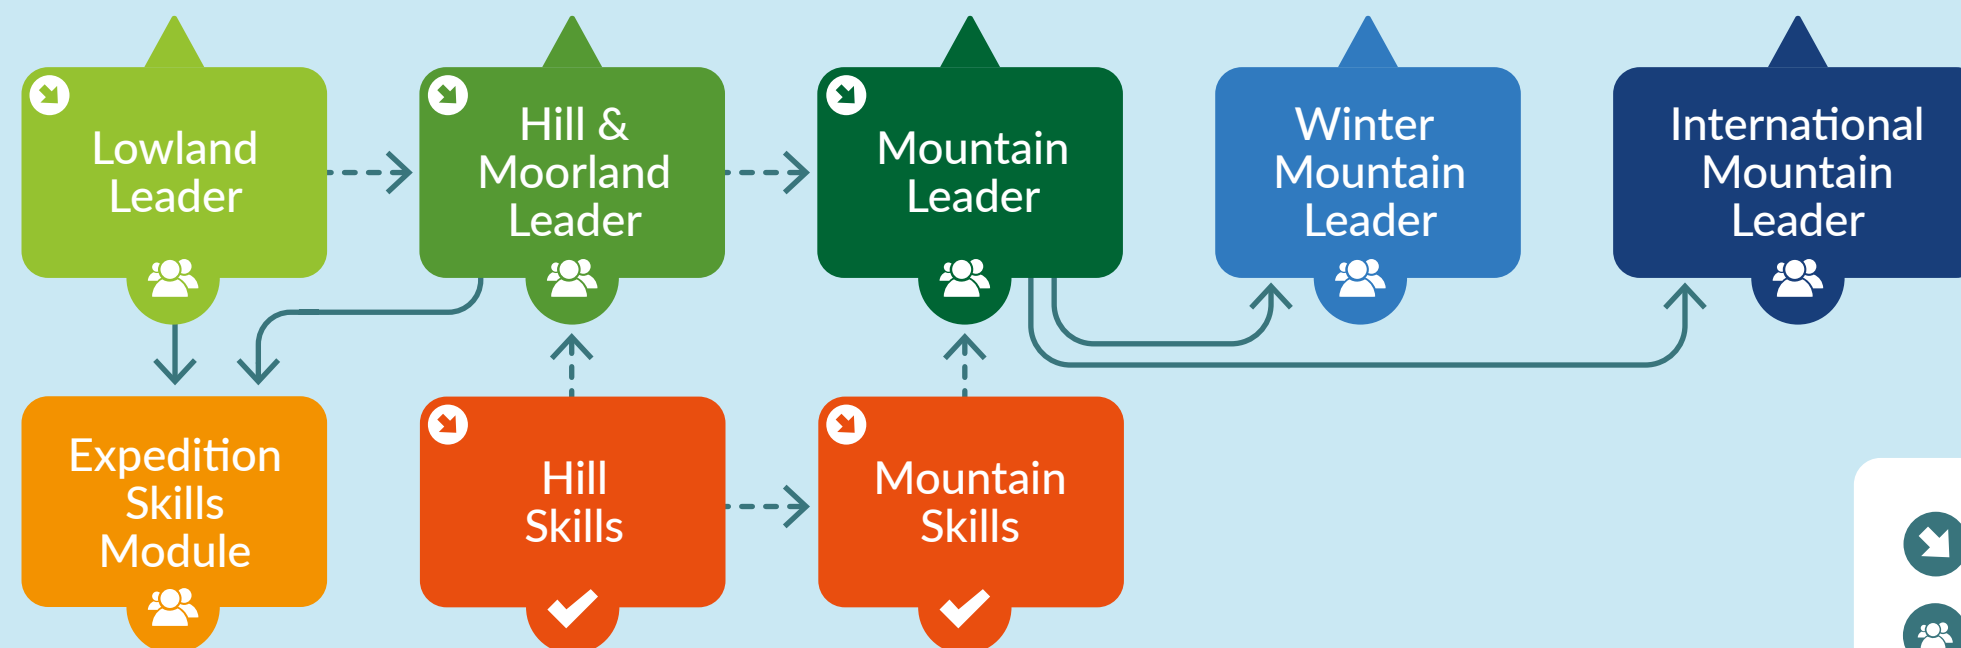 Lowland
Leader
Hill &
Moorland
Leader
Mountain
Leader
Winter
Mountain
Leader
International
Mountain
Leader
Expedition
Skills
Module
Hill
Skills
Mountain
Skills